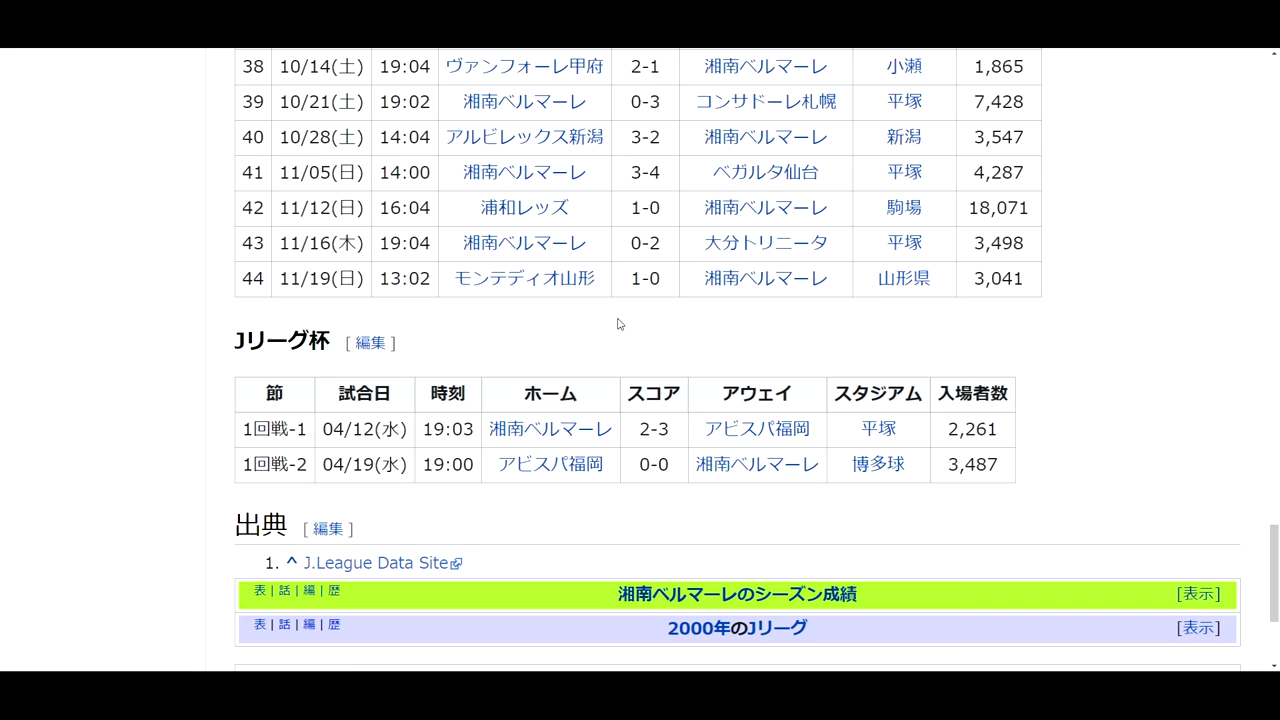 38 10/14(土) 19:04 ヴァンフォーレ甲府 2-1 湘南ベルマーレ 小瀬 1,865
39 10/21(土) 19:02 湘南ベルマーレ 0-3 コンサドーレ札幌 平塚 7,428
40 10/28(土) 14:04 アルビレックス新潟 3-2 湘南ベルマーレ 新潟 3,547
41 11/05(日) 14:00 湘南ベルマーレ 3-4 ベガルタ仙台 平塚 4,287
42 11/12(日) 16:04 浦和レッズ 1-0 湘南ベルマーレ 駒場 18,071
43 11/16(木) 19:04 湘南ベルマーレ 0-2 大分トリニータ 平塚 3,498
44 11/19(日) 13:02 モンテディオ山形 1-0 湘南ベルマーレ 山形県 3,041
Jリーグ杯 [ 編集 ]
節 試合日 時刻 ホーム スコア アウェイ スタジアム 入場者数
1回戦-1 04/12(水) 19:03 湘南ベルマーレ 2-3 アビスパ福岡 平塚 2,261
1回戦-2 04/19(水) 19:00 アビスパ福岡 0-0 湘南ベルマーレ 博多球 3,487
出典 [ 編集 ]
1. ^ J.League Data Site
表 | 話 | 編 | 歴 湘南ベルマーレのシーズン成績 [表示]
表 | 話 | 編 | 歴 2000年のJリーグ [表示]